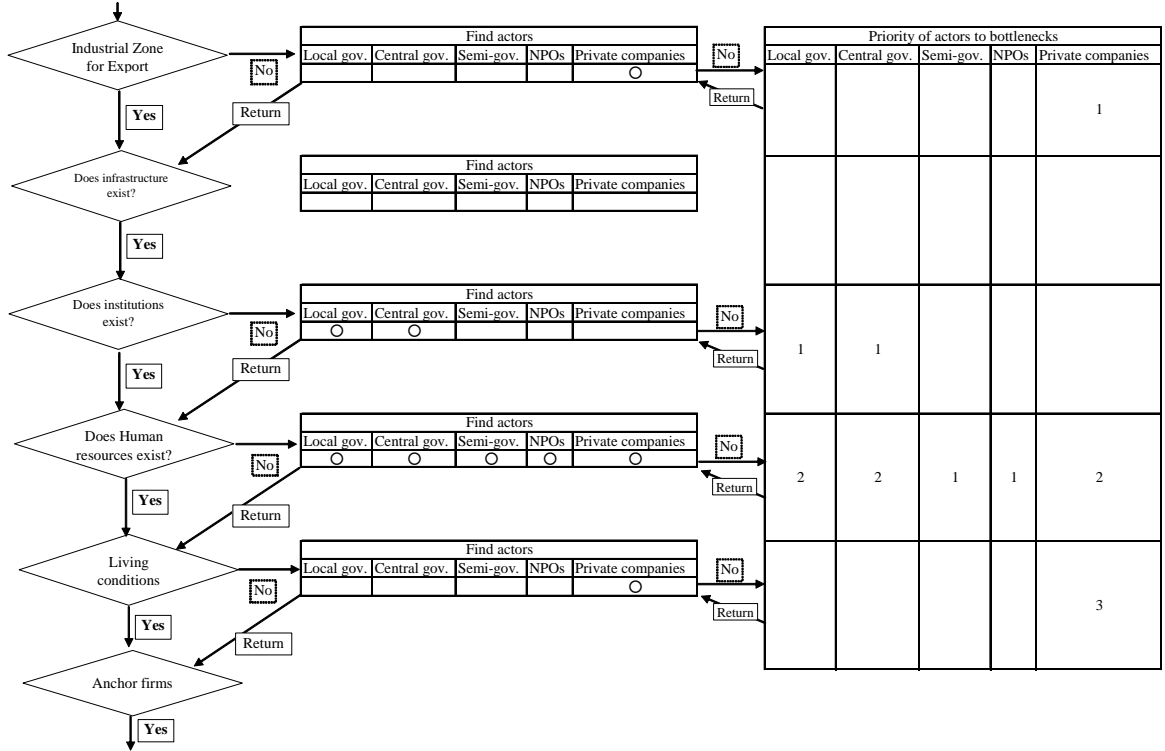 Industrial Zone
for Export
No
Find actors
Local gov. Central gov. Semi-gov. NPOs Private companies
○
No
Return
Priority of actors to bottlenecks
Local gov. Central gov. Semi-gov. NPOs Private companies
1
Yes
Return
Does infrastructure
exist?
Find actors
Local gov. Central gov. Semi-gov. NPOs Private companies
Yes
Does institutions
exist?
No
Find actors
Local gov. Central gov. Semi-gov. NPOs Private companies
○ ○
No
Return
1 1
Yes
Return
Does Human
resources exist?
No
Find actors
Local gov. Central gov. Semi-gov. NPOs Private companies
○ ○ ○ ○ ○
No
Return
2 2 1 1 2
Yes
Return
Living
conditions
No
Find actors
Local gov. Central gov. Semi-gov. NPOs Private companies
○
No
Return
3
Yes
Return
Anchor firms
Yes